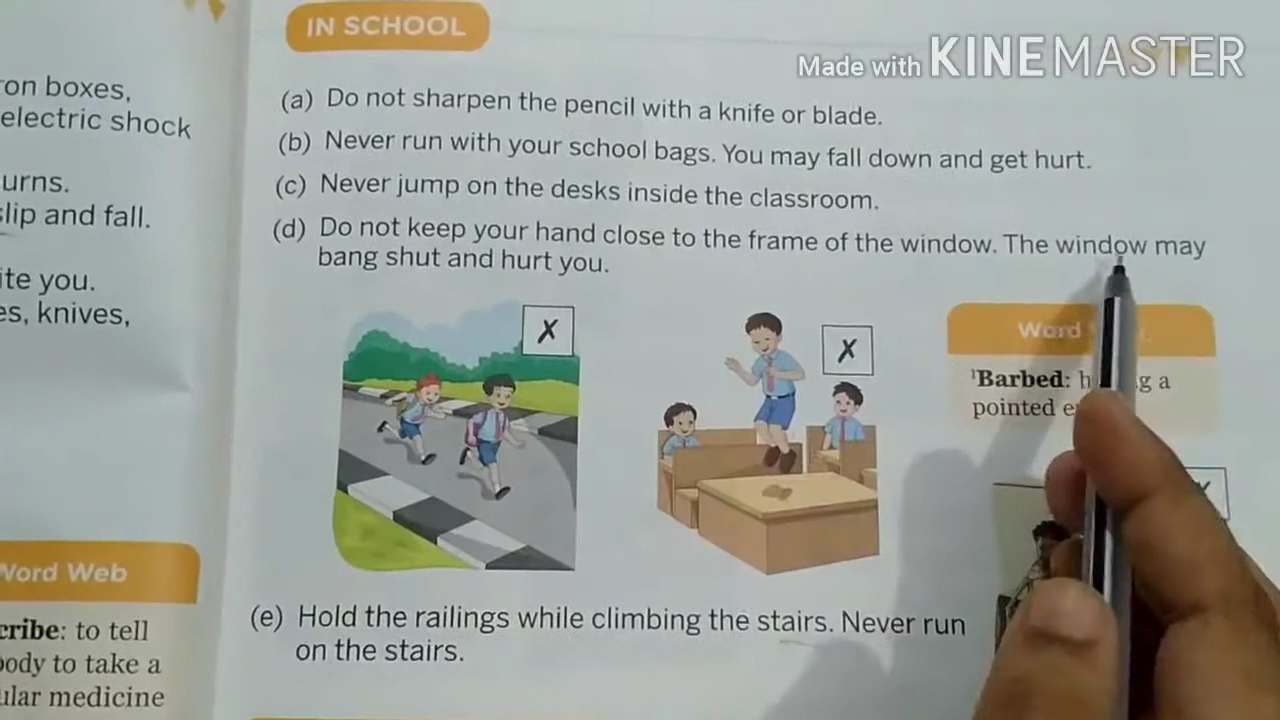 IN SCHOOL
Made with KINEMASTER
(a) Do not sharpen the pencil with a knife or blade.
(b) Never run with your school bags. You may fall down and get hurt.
(c) Never jump on the desks inside the classroom.
(d) Do not keep your hand close to the frame of the window. The window may
bang shut and hurt you.
on boxes,
electric shock
urns.
slip and fall.
ite you.
es, knives,
X
X
Word
¹Barbed: h g a
pointed e
(e) Hold the railings while climbing the stairs. Never run
on the stairs.
Word Web
cribe: to tell
body to take a
ular medicine